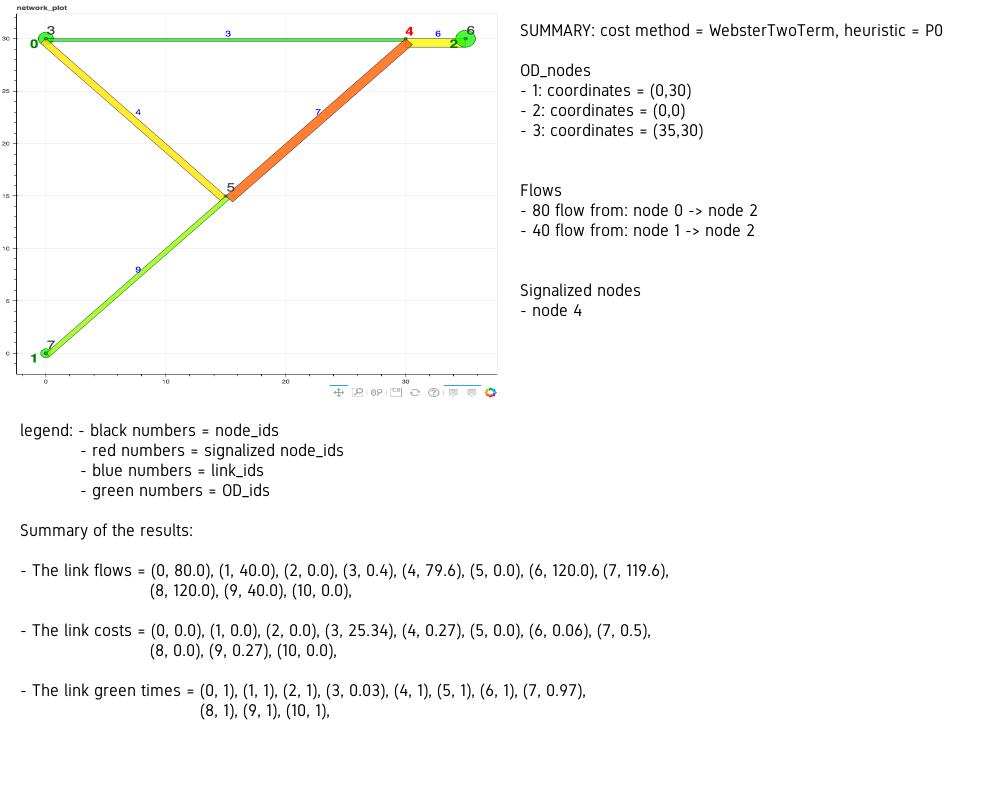 network_plot
30
25
20
15
10
5
0
0
10
20
30
3
0
3
4
6
6
2
4
7
5
9
7
1
SUMMARY: cost method = WebsterTwoTerm, heuristic = P0
OD_nodes
- 1: coordinates = (0,30)
- 2: coordinates = (0,0)
- 3: coordinates = (35,30)
Flows
- 80 flow from: node 0 -> node 2
- 40 flow from: node 1 -> node 2
Signalized nodes
- node 4
legend: - black numbers = node_ids
- red numbers = signalized node_ids
- blue numbers = link_ids
- green numbers = OD_ids
Summary of the results:
- The link flows = (0, 80.0), (1, 40.0), (2, 0.0), (3, 0.4), (4, 79.6), (5, 0.0), (6, 120.0), (7, 119.6),
(8, 120.0), (9, 40.0), (10, 0.0),
- The link costs = (0, 0.0), (1, 0.0), (2, 0.0), (3, 25.34), (4, 0.27), (5, 0.0), (6, 0.06), (7, 0.5),
(8, 0.0), (9, 0.27), (10, 0.0),
- The link green times = (0, 1), (1, 1), (2, 1), (3, 0.03), (4, 1), (5, 1), (6, 1), (7, 0.97),
(8, 1), (9, 1), (10, 1),